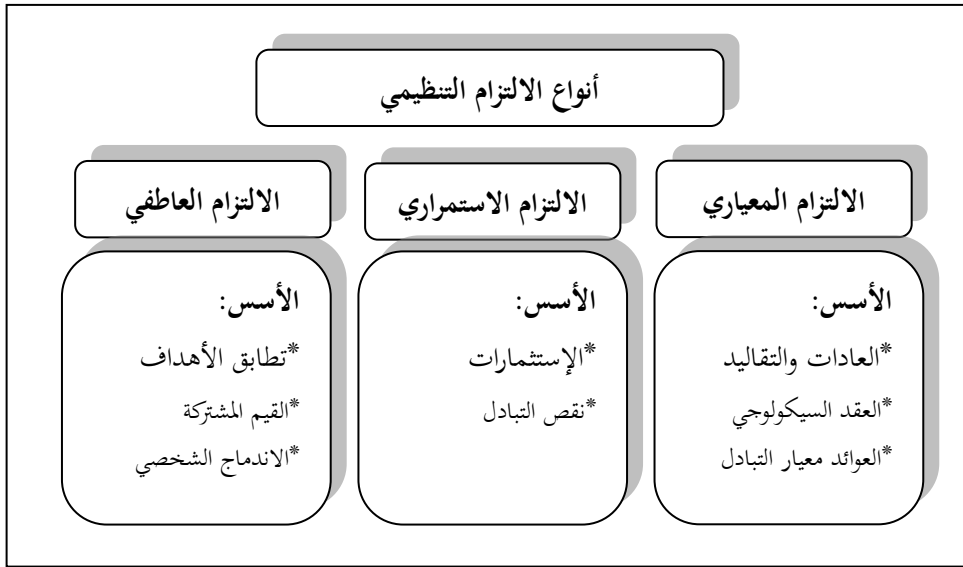 أنواع الالتزام التنظيمي
الالتزام المعياري
الأسس:
*العادات والتقاليد
*العقد السيكولوجي
*العوائد معيار التبادل
الالتزام الاستمراري
الأسس:
*الإستثمارات
*نقص التبادل
الالتزام العاطفي
الأسس:
*تطابق الأهداف
*القيم المشتركة
*الاندماج الشخصي